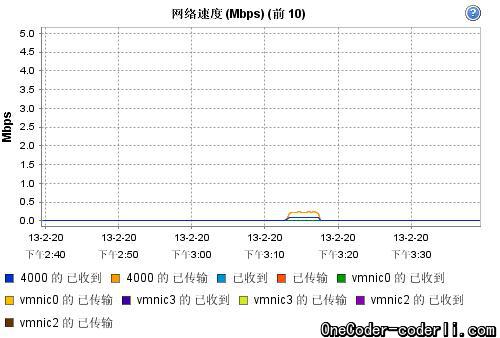 网络速度 (Mbps) (前 10)
?
Mbps
5.0
4.5
4.0
3.5
3.0
2.5
2.0
1.5
1.0
0.5
0.0
13-2-20 13-2-20 13-2-20 13-2-20 13-2-20 13-2-20
下午2:40 下午2:50 下午3:00 下午3:10 下午3:20 下午3:30
4000 的 已收到 4000 的 已传输 的 已收到 的 已传输 vmnic0 的 已收到
vmnic0 的 已传输 vmnic3 的 已收到 vmnic3 的 已传输 vmnic2 的 已收到
vmnic2 的 已传输
OneCoder-coderli.com